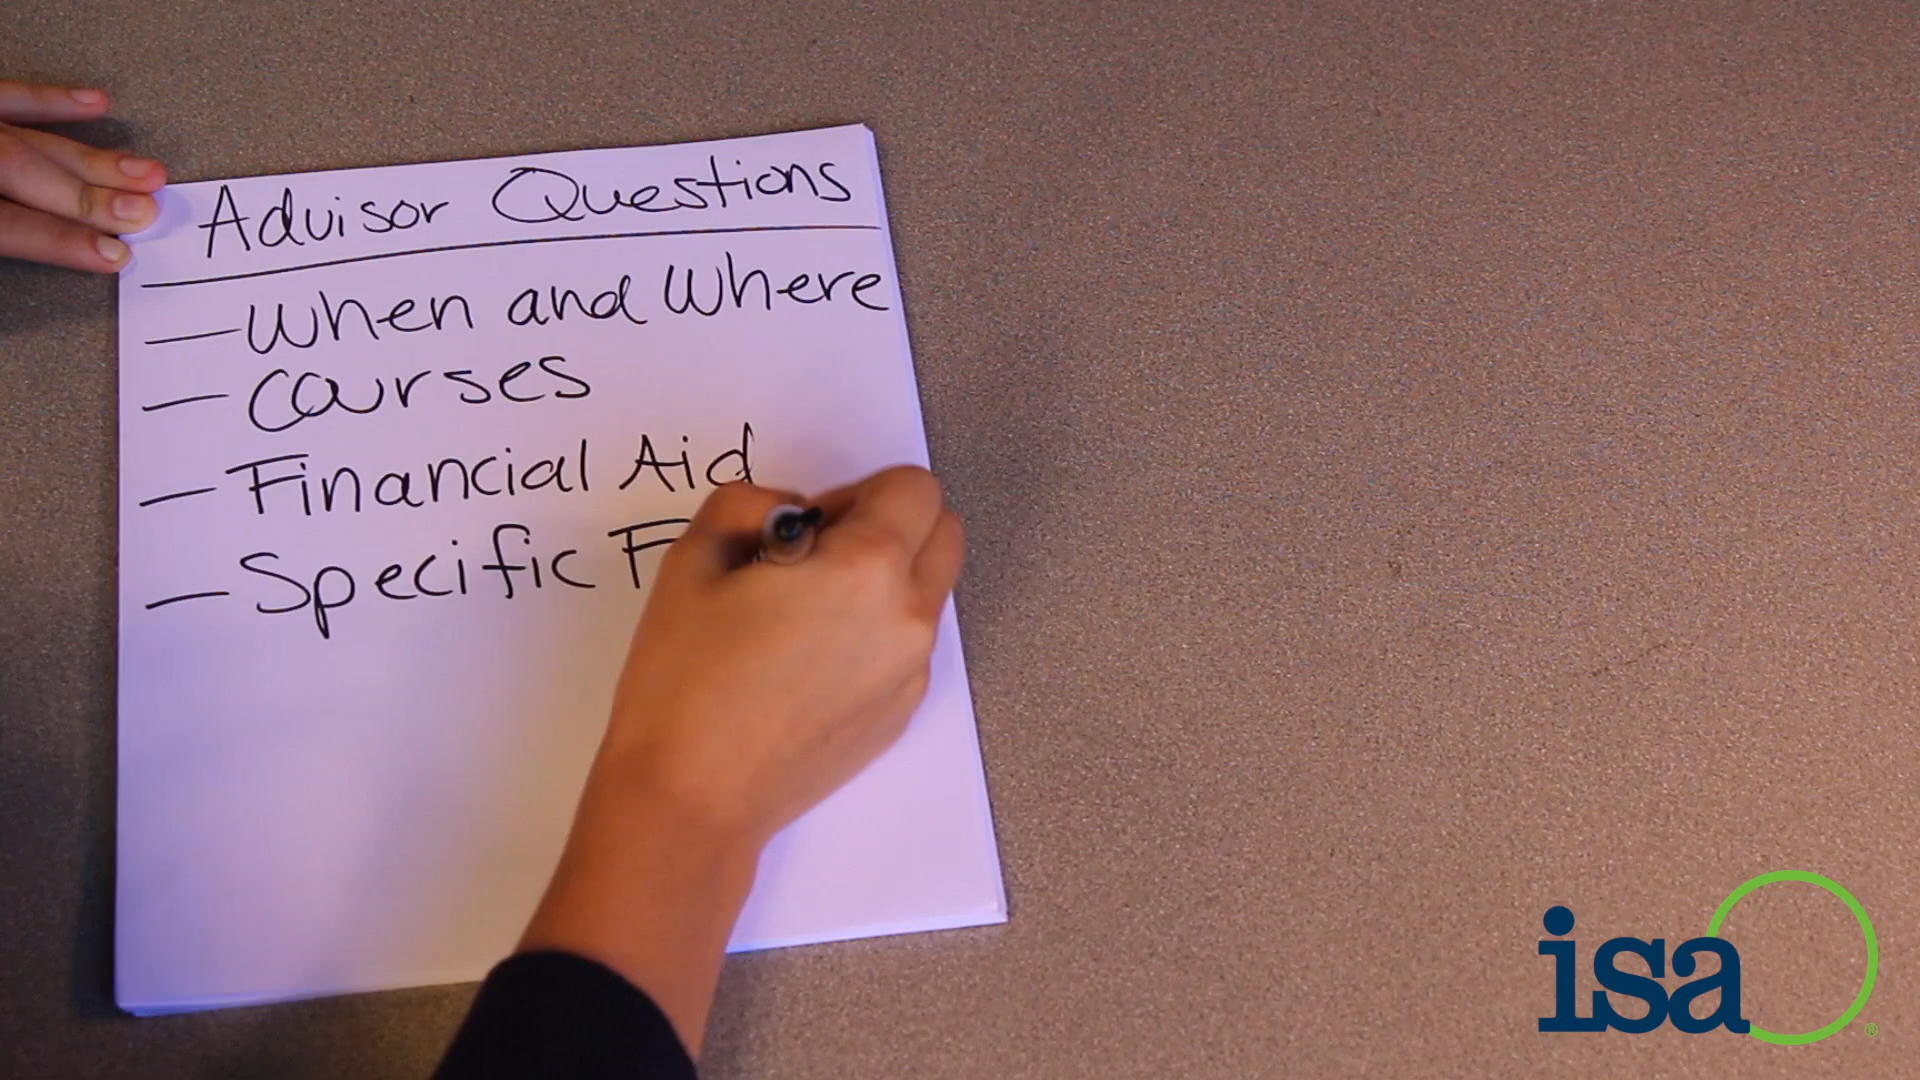 Advisor Questions
— When and Where
— Courses
— Financial Aid
— Specific
isa
®